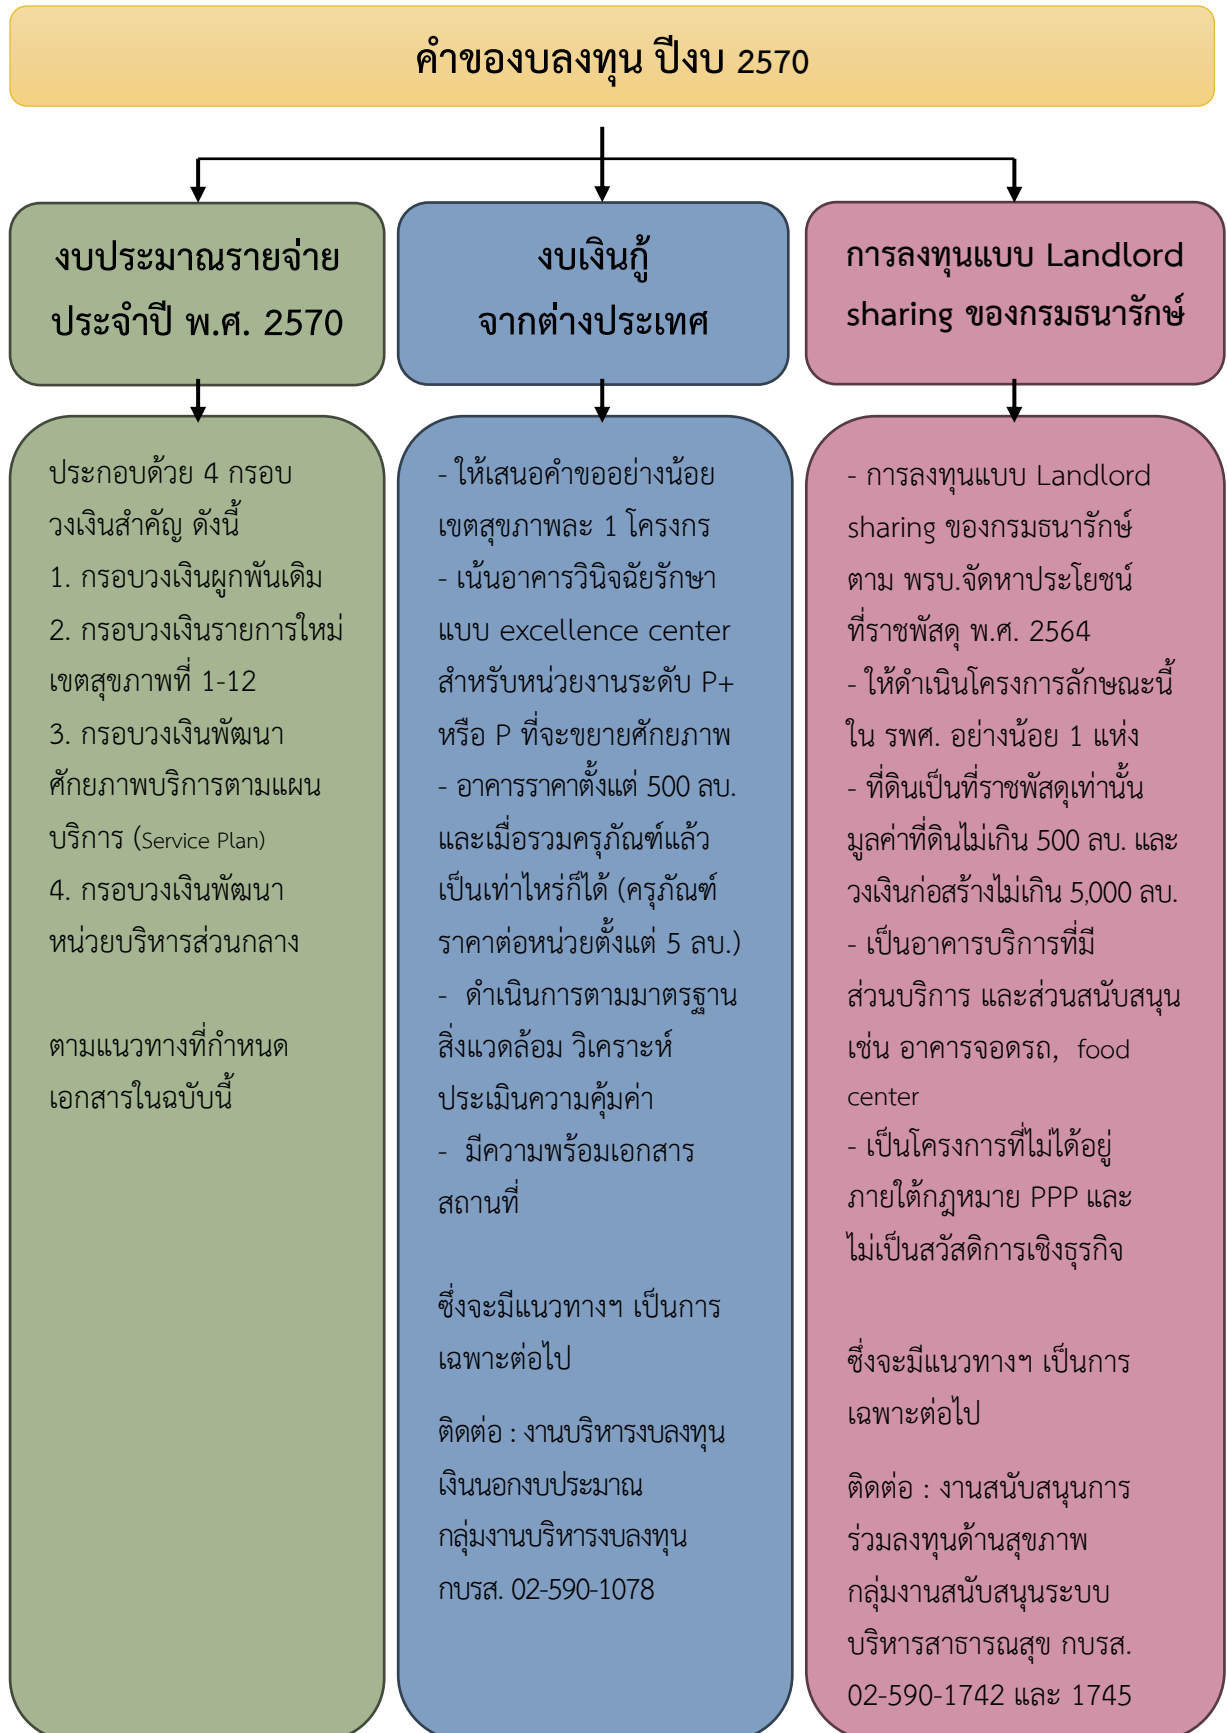 คำของบลงทุน ปีงบ 2570
งบประมาณรายจ่าย
ประจำปี พ.ศ. 2570
งบเงินกู้
จากต่างประเทศ
การลงทุนแบบ Landlord
sharing ของกรมธนารักษ์
ประกอบด้วย 4 กรอบ
วงเงินสำคัญ ดังนี้
1. กรอบวงเงินผูกพันเดิม
2. กรอบวงเงินรายการใหม่
เขตสุขภาพที่ 1-12
3. กรอบวงเงินพัฒนา
ศักยภาพบริการตามแผน
บริการ (Service Plan)
4. กรอบวงเงินพัฒนา
หน่วยบริหารส่วนกลาง
ตามแนวทางที่กำหนด
เอกสารในฉบับนี้
- ให้เสนอคำขออย่างน้อย
เขตสุขภาพละ 1 โครงกร
- เน้นอาคารวินิจฉัยรักษา
แบบ excellence center
สำหรับหน่วยงานระดับ P+
หรือ P ที่จะขยายศักยภาพ
- อาคารราคาตั้งแต่ 500 ลบ.
และเมื่อรวมครุภัณฑ์แล้ว
เป็นเท่าไหร่ก็ได้ (ครุภัณฑ์
ราคาต่อหน่วยตั้งแต่ 5 ลบ.)
- ดำเนินการตามมาตรฐาน
สิ่งแวดล้อม วิเคราะห์
ประเมินความคุ้มค่า
- มีความพร้อมเอกสาร
สถานที่
ซึ่งจะมีแนวทางฯ เป็นการ
เฉพาะต่อไป
ติดต่อ : งานบริหารงบลงทุน
เงินนอกงบประมาณ
กลุ่มงานบริหารงบลงทุน
กบรส. 02-590-1078
- การลงทุนแบบ Landlord
sharing ของกรมธนารักษ์
ตาม พรบ.จัดหาประโยชน์
ที่ราชพัสดุ พ.ศ. 2564
- ให้ดำเนินโครงการลักษณะนี้
ใน รพศ. อย่างน้อย 1 แห่ง
- ที่ดินเป็นที่ราชพัสดุเท่านั้น
มูลค่าที่ดินไม่เกิน 500 ลบ. และ
วงเงินก่อสร้างไม่เกิน 5,000 ลบ.
- เป็นอาคารบริการที่มี
ส่วนบริการ และส่วนสนับสนุน
เช่น อาคารจอดรถ, food
center
- เป็นโครงการที่ไม่ได้อยู่
ภายใต้กฎหมาย PPP และ
ไม่เป็นสวัสดิการเชิงธุรกิจ
ซึ่งจะมีแนวทางฯ เป็นการ
เฉพาะต่อไป
ติดต่อ : งานสนับสนุนการ
ร่วมลงทุนด้านสุขภาพ
กลุ่มงานสนับสนุนระบบ
บริหารสาธารณสุข กบรส.
02-590-1742 และ 1745